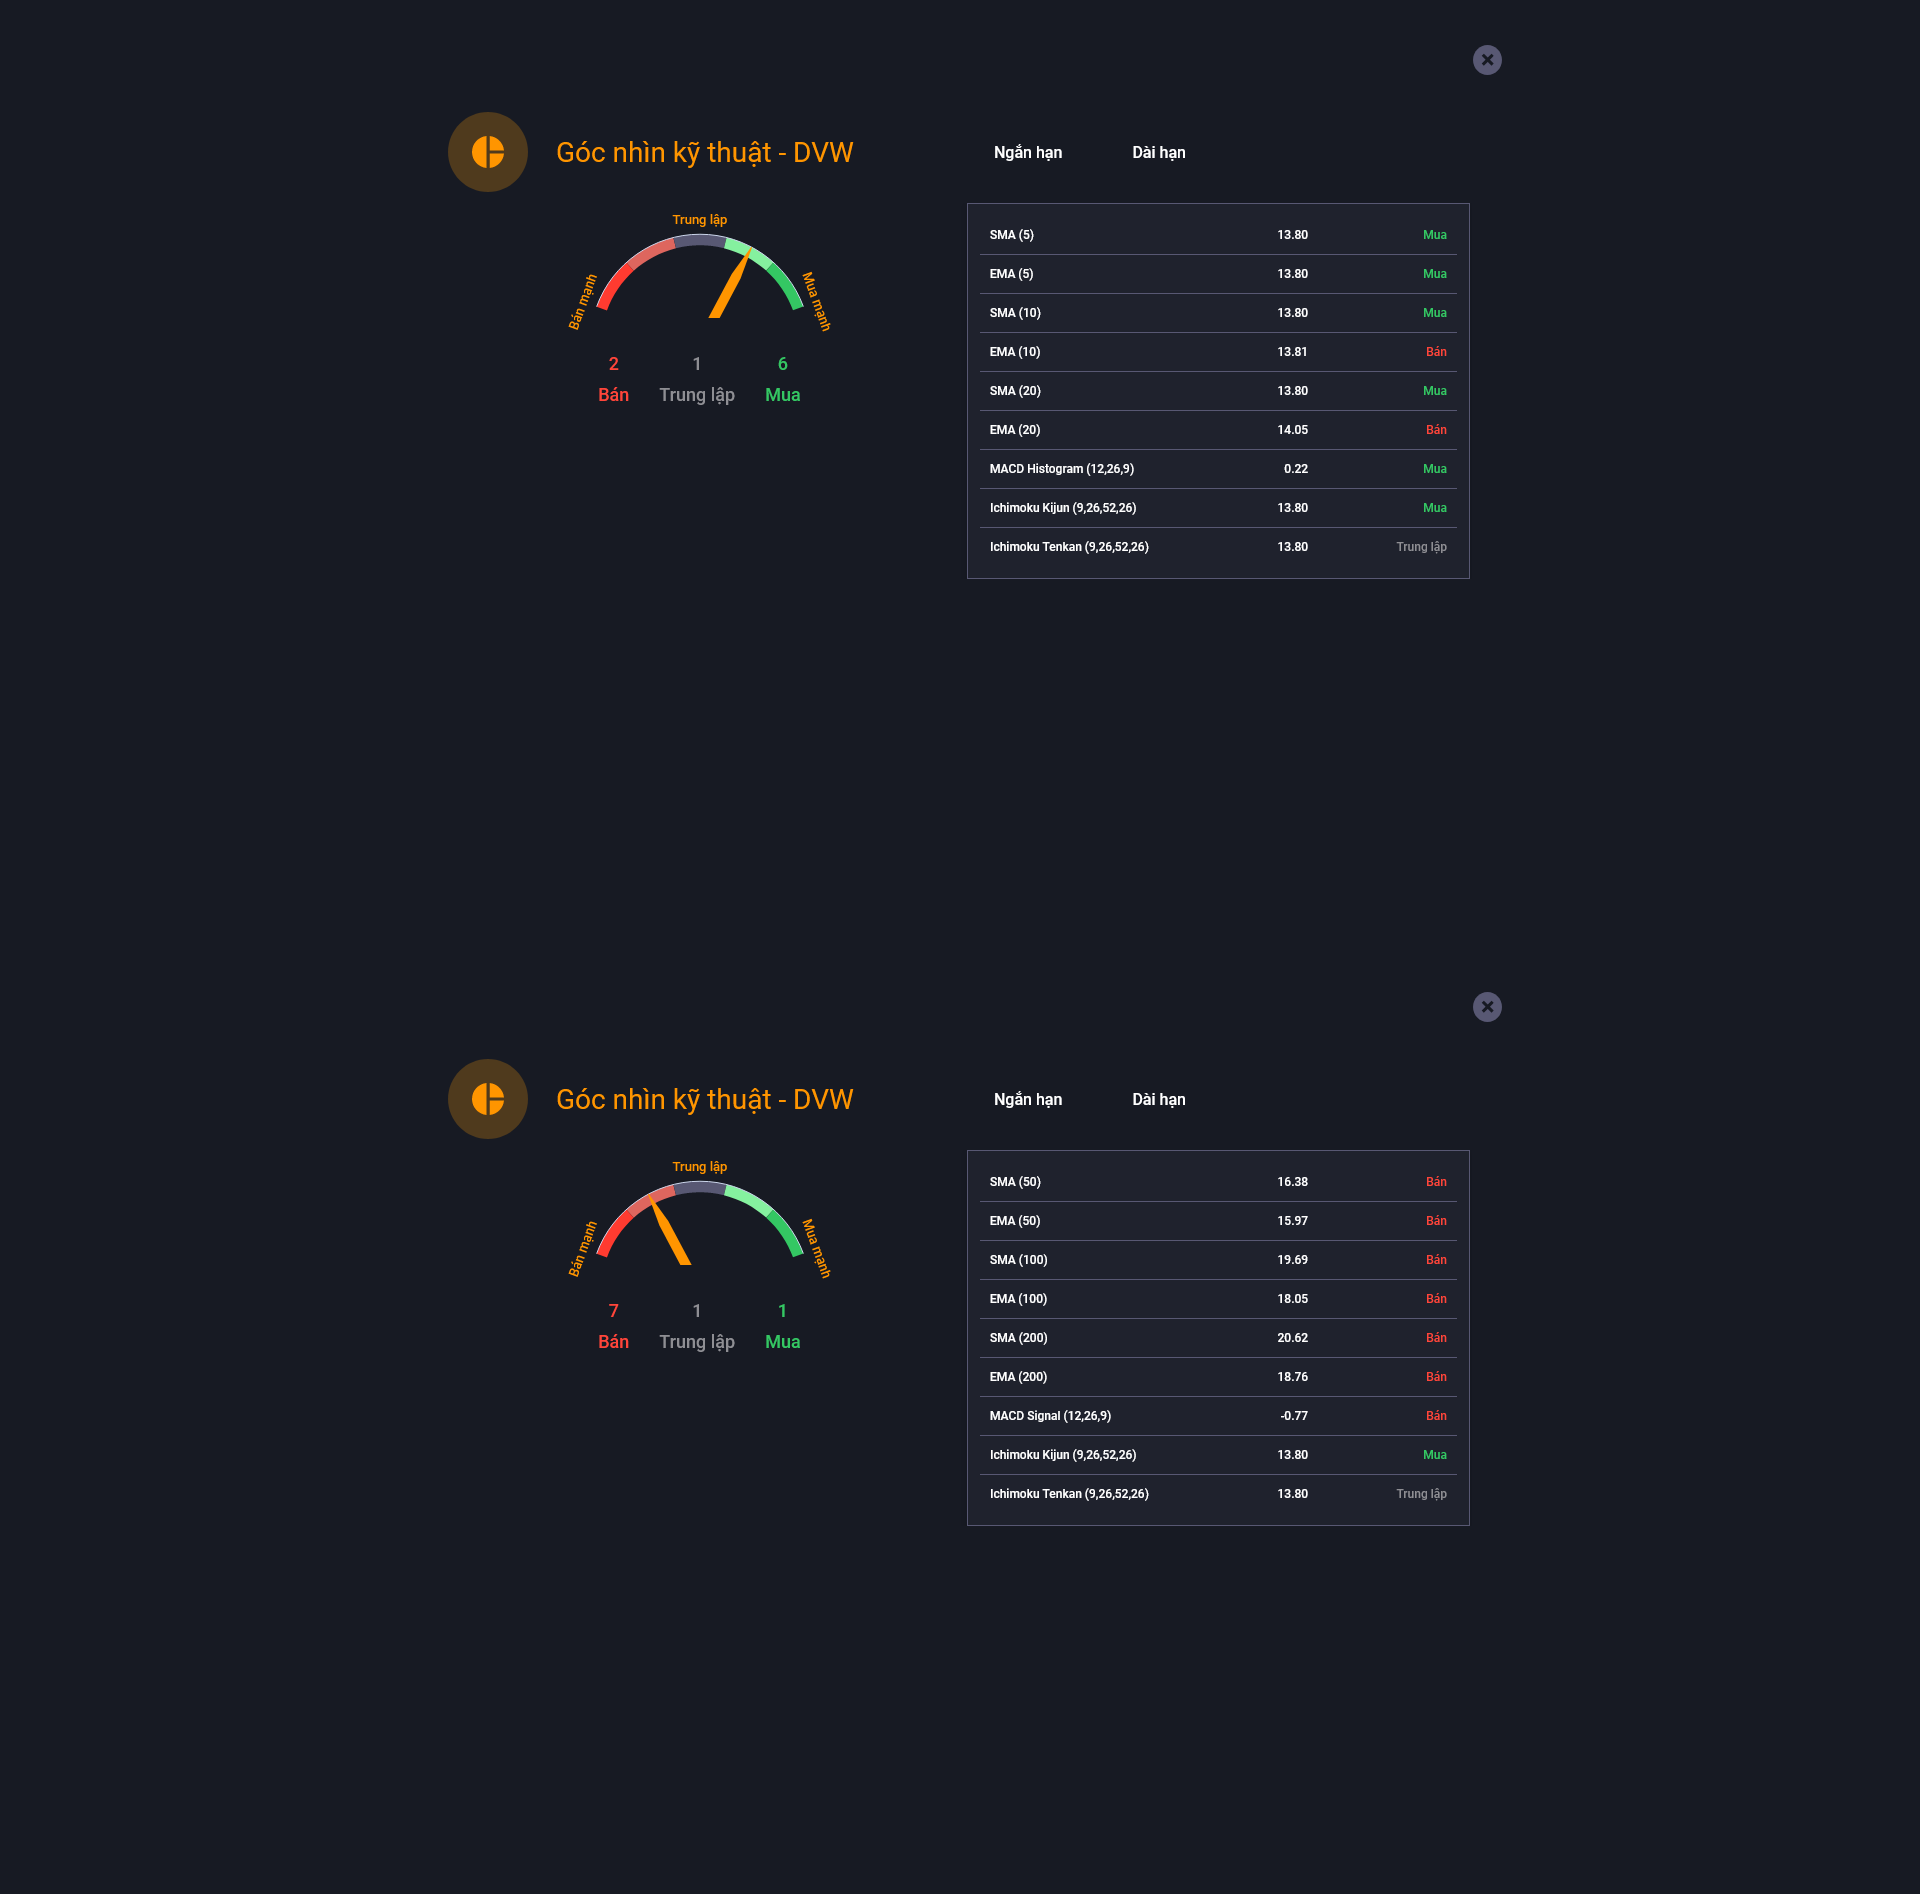 Góc nhìn kỹ thuật - DVW
Ngắn hạn Dài hạn
Trung lập
Bán mạnh
Mua mạnh
2 1 6
Bán Trung lập Mua
SMA (5) 13.80 Mua
EMA (5) 13.80 Mua
SMA (10) 13.80 Mua
EMA (10) 13.81 Bán
SMA (20) 13.80 Mua
EMA (20) 14.05 Bán
MACD Histogram (12,26,9) 0.22 Mua
Ichimoku Kijun (9,26,52,26) 13.80 Mua
Ichimoku Tenkan (9,26,52,26) 13.80 Trung lập
Góc nhìn kỹ thuật - DVW
Ngắn hạn Dài hạn
Trung lập
Bán mạnh
Mua mạnh
7 1 1
Bán Trung lập Mua
SMA (50) 16.38 Bán
EMA (50) 15.97 Bán
SMA (100) 19.69 Bán
EMA (100) 18.05 Bán
SMA (200) 20.62 Bán
EMA (200) 18.76 Bán
MACD Signal (12,26,9) -0.77 Bán
Ichimoku Kijun (9,26,52,26) 13.80 Mua
Ichimoku Tenkan (9,26,52,26) 13.80 Trung lập